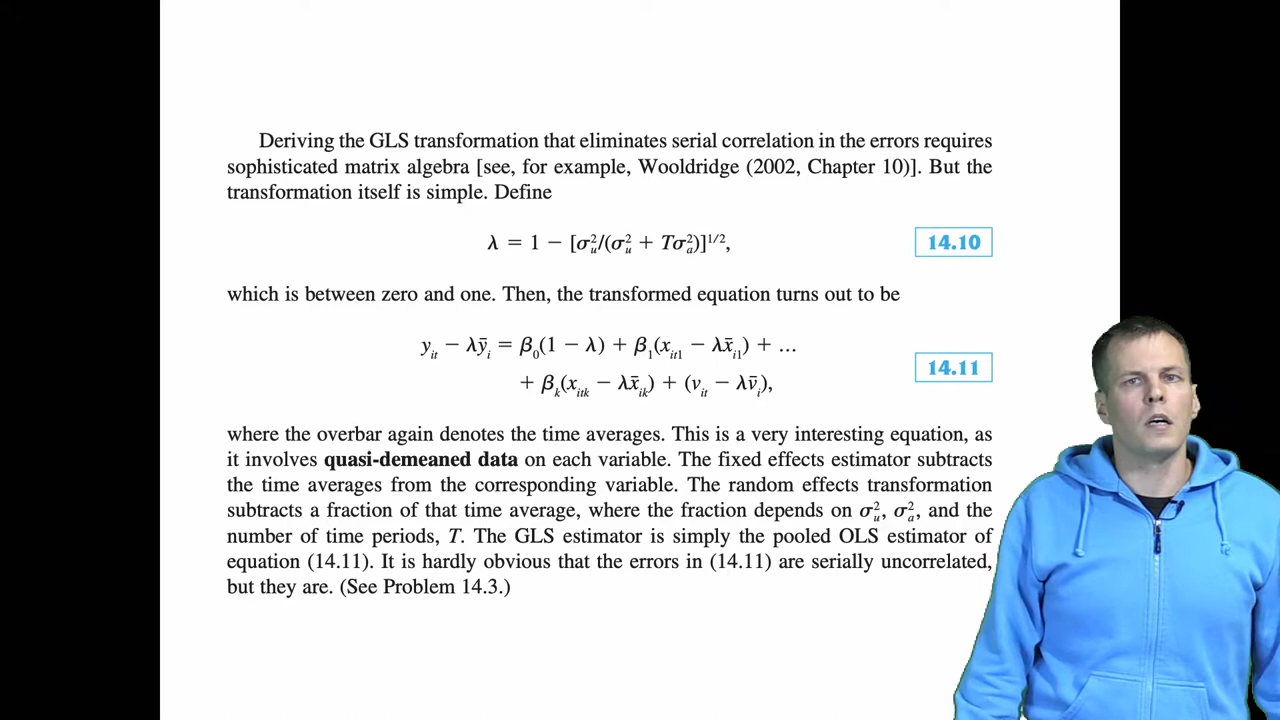 Deriving the GLS transformation that eliminates serial correlation in the errors requires
sophisticated matrix algebra [see, for example, Wooldridge (2002, Chapter 10)]. But the
transformation itself is simple. Define
λ = 1 − [σ²ᵤ/(σ²ᵤ + Tσ²ₐ)]¹/², 14.10
which is between zero and one. Then, the transformed equation turns out to be
yᵢₜ − λȳᵢ = β₀(1 − λ) + β₁(xᵢₜ₁ − λx̄ᵢ₁) + ...
+ βₖ(xᵢₜₖ − λx̄ᵢₖ) + (vᵢₜ − λv̄ᵢ), 14.11
where the overbar again denotes the time averages. This is a very interesting equation, as
it involves quasi-demeaned data on each variable. The fixed effects estimator subtracts
the time averages from the corresponding variable. The random effects transformation
subtracts a fraction of that time average, where the fraction depends on σ²ᵤ, σ²ₐ, and the
number of time periods, T. The GLS estimator is simply the pooled OLS estimator of
equation (14.11). It is hardly obvious that the errors in (14.11) are serially uncorrelated,
but they are. (See Problem 14.3.)